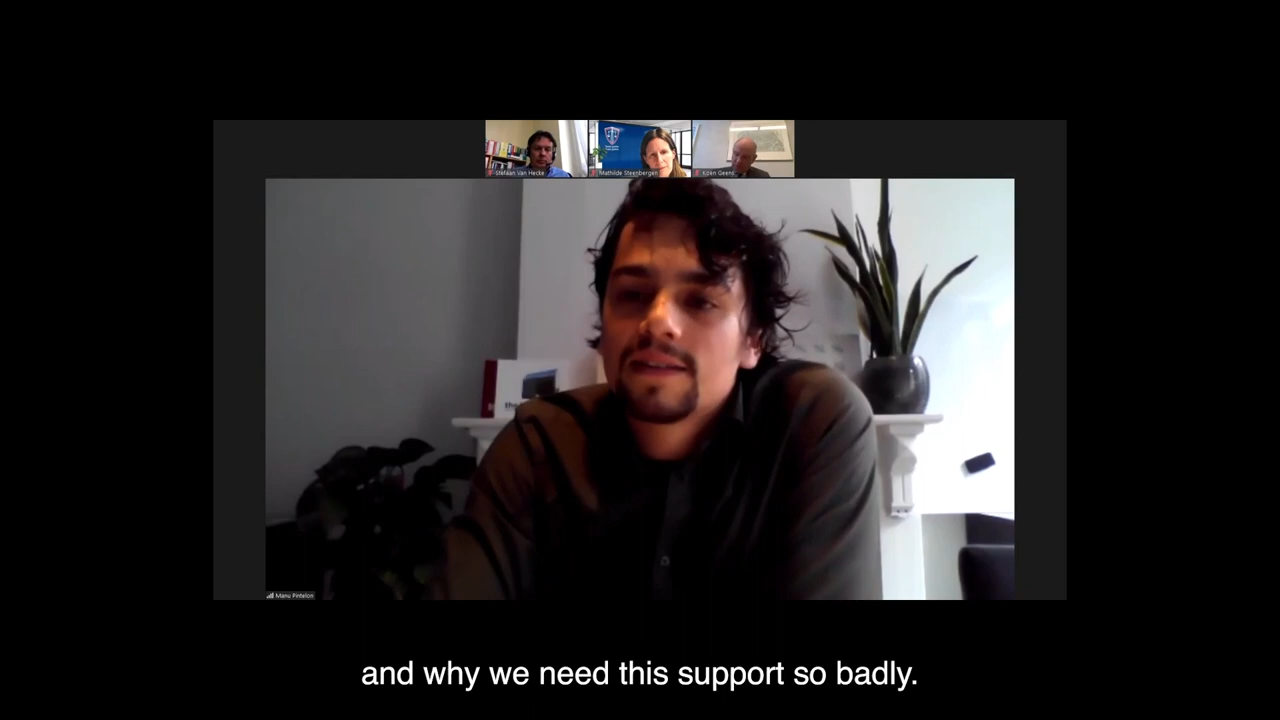 Stefaan Van Hecke
Mathilde Steenbergen
Koen Geens
Manu Pintelon
and why we need this support so badly.